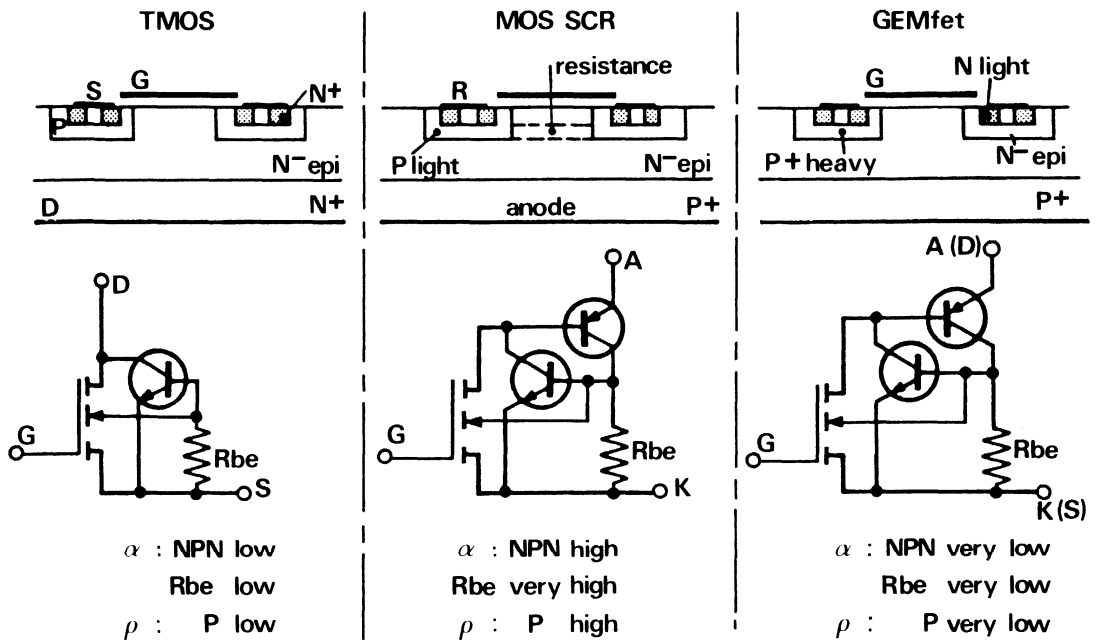 TMOS
S
G
N+
P
N⁻epi
D
N+
D
G
Rbe
S
α : NPN low
Rbe low
ρ : P low
MOS SCR
resistance
R
P light
N⁻epi
anode
P+
A
G
Rbe
K
α : NPN high
Rbe very high
ρ : P high
GEMfet
G
N light
P+ heavy
N⁻epi
P+
A (D)
G
Rbe
K (S)
α : NPN very low
Rbe very low
ρ : P very low